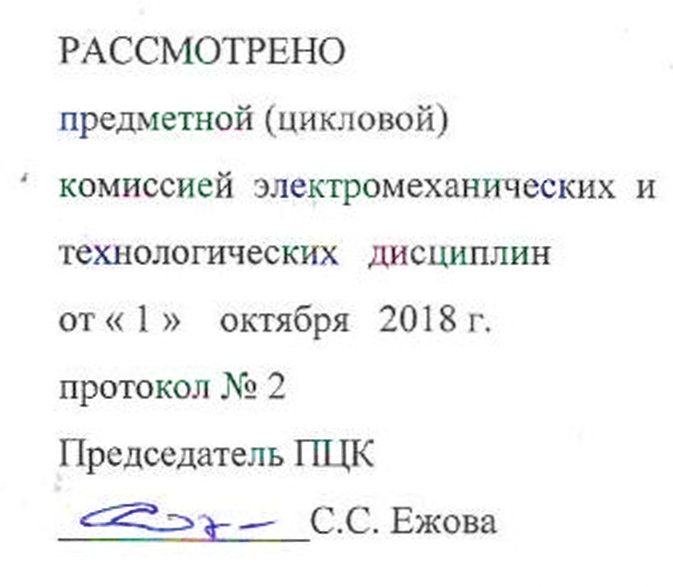 РАССМОТРЕНО
предметной (цикловой)
комиссией электромеханических и
технологических дисциплин
от « 1 » октября 2018 г.
протокол № 2
Председатель ПЦК
С.С. Ежова